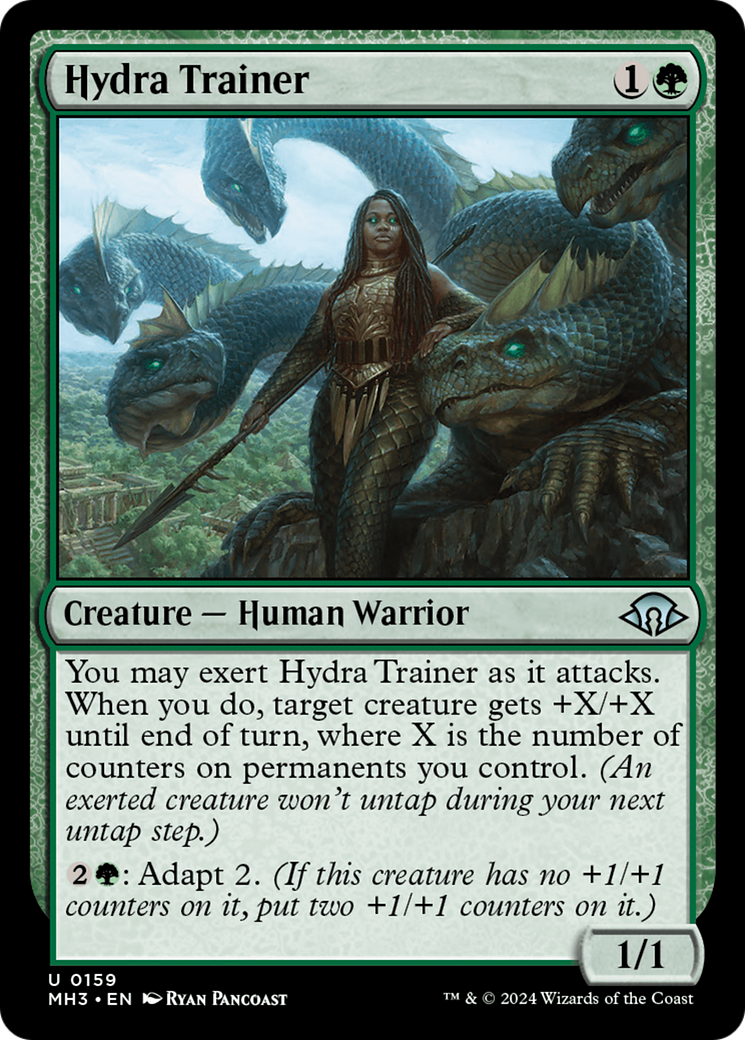 Hydra Trainer 1
Creature — Human Warrior
You may exert Hydra Trainer as it attacks.
When you do, target creature gets +X/+X
until end of turn, where X is the number of
counters on permanents you control. (An
exerted creature won't untap during your next
untap step.)
2: Adapt 2. (If this creature has no +1/+1
counters on it, put two +1/+1 counters on it.)
1/1
U 0159
MH3 • EN Ryan Pancoast
™ & © 2024 Wizards of the Coast